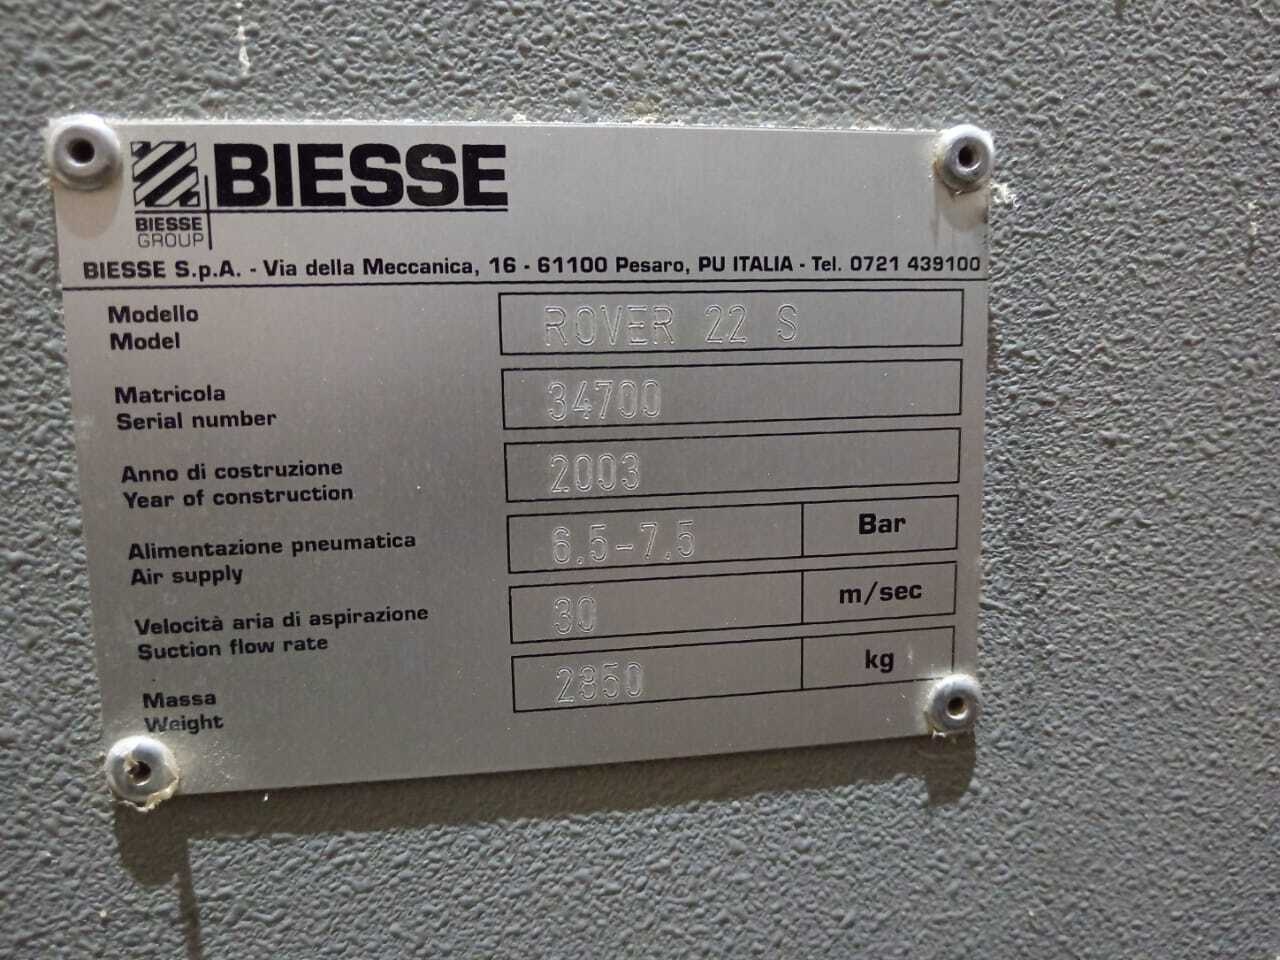 BIESSE
BIESSE
GROUP
BIESSE S.p.A. - Via della Meccanica, 16 - 61100 Pesaro, PU ITALIA - Tel. 0721 439100
Modello
Model
ROVER 22 S
Matricola
Serial number
34700
Anno di costruzione
Year of construction
2003
Alimentazione pneumatica
Air supply
6.5-7.5 Bar
Velocità aria di aspirazione
Suction flow rate
30 m/sec
Massa
Weight
2850 kg